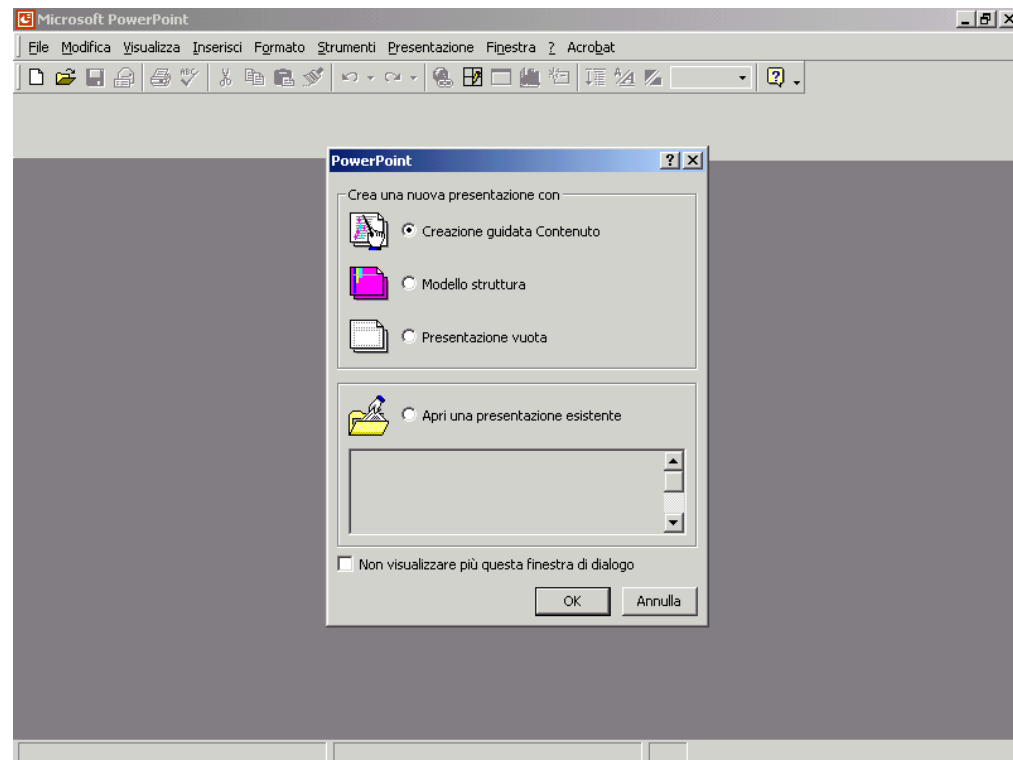 Microsoft PowerPoint
File Modifica Visualizza Inserisci Formato Strumenti Presentazione Finestra ? Acrobat
PowerPoint
Crea una nuova presentazione con
Creazione guidata Contenuto
Modello struttura
Presentazione vuota
Apri una presentazione esistente
Non visualizzare più questa finestra di dialogo
OK Annulla